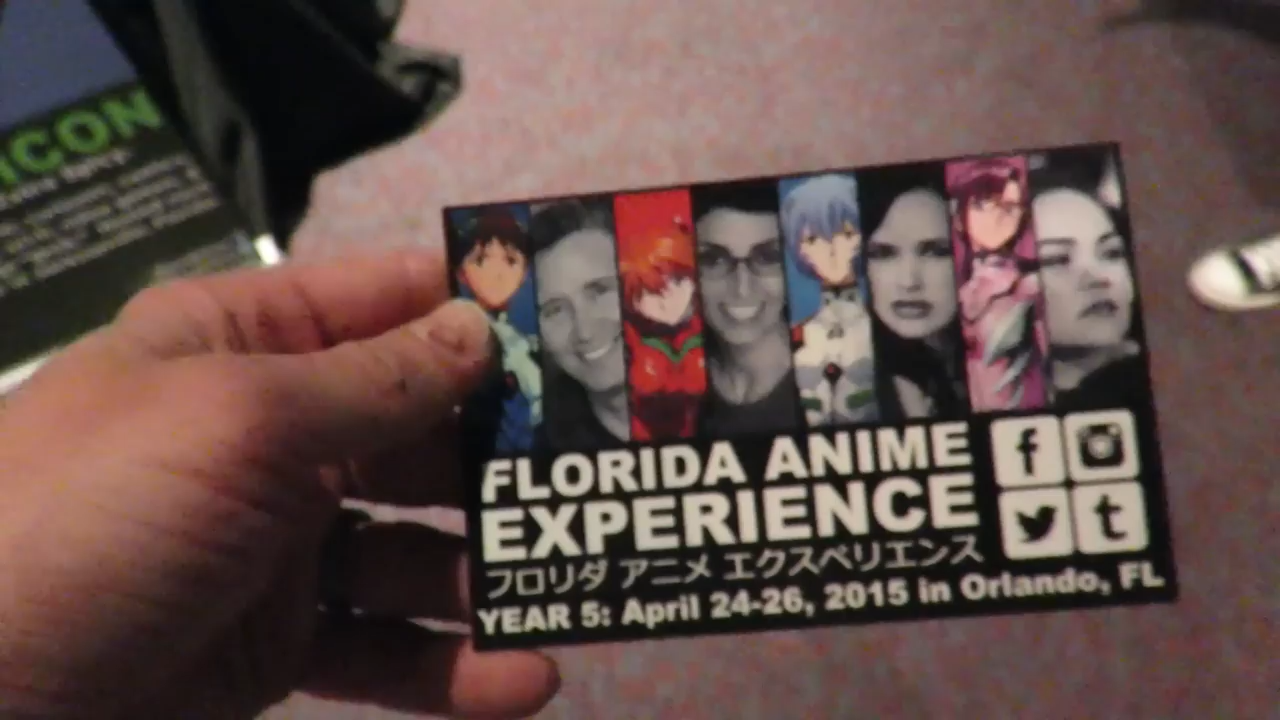 ICON
FLORIDA ANIME
EXPERIENCE
フロリダ アニメ エクスペリエンス
YEAR 5: April 24-26, 2015 in Orlando, FL
f
t